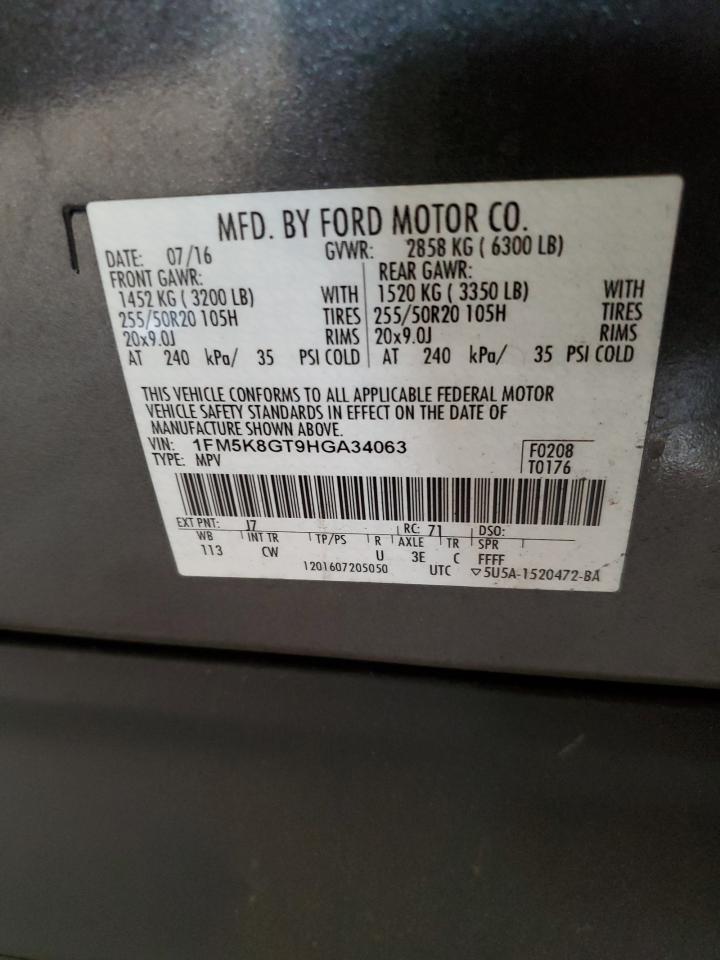 MFD. BY FORD MOTOR CO.
DATE: 07/16 GVWR: 2858 KG ( 6300 LB)
FRONT GAWR: REAR GAWR:
1452 KG ( 3200 LB) WITH 1520 KG ( 3350 LB) WITH
255/50R20 105H TIRES 255/50R20 105H TIRES
20x9.0J RIMS 20x9.0J RIMS
AT 240 kPa/ 35 PSI COLD AT 240 kPa/ 35 PSI COLD
THIS VEHICLE CONFORMS TO ALL APPLICABLE FEDERAL MOTOR
VEHICLE SAFETY STANDARDS IN EFFECT ON THE DATE OF
MANUFACTURE SHOWN ABOVE.
VIN: 1FM5K8GT9HGA34063 F0208
TYPE: MPV T0176
EXT PNT: J7 RC: 71 DSO:
WB INT TR TP/PS R AXLE TR SPR
113 CW U 3E C FFFF
1201607205050 UTC ▽5U5A-1520472-BA